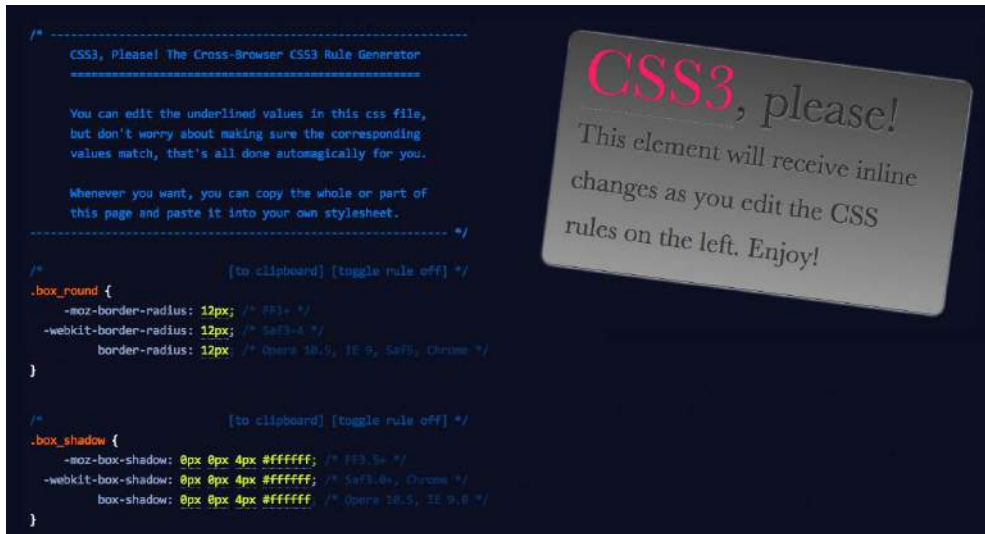 /* ---------------------------------------------------------
CSS3, Please! The Cross-Browser CSS3 Rule Generator
=================================================
You can edit the underlined values in this css file,
but don't worry about making sure the corresponding
values match, that's all done automagically for you.
Whenever you want, you can copy the whole or part of
this page and paste it into your own stylesheet.
--------------------------------------------------------- */
/* [to clipboard] [toggle rule off] */
.box_round {
-moz-border-radius: 12px; /* FF1+ */
-webkit-border-radius: 12px; /* Saf3-4 */
border-radius: 12px; /* Opera 10.5, IE 9, Saf5, Chrome */
}
/* [to clipboard] [toggle rule off] */
.box_shadow {
-moz-box-shadow: 0px 0px 4px #ffffff; /* FF3.5+ */
-webkit-box-shadow: 0px 0px 4px #ffffff; /* Saf3.0+, Chrome */
box-shadow: 0px 0px 4px #ffffff; /* Opera 10.5, IE 9.0 */
}
CSS3, please!
This element will receive inline
changes as you edit the CSS
rules on the left. Enjoy!